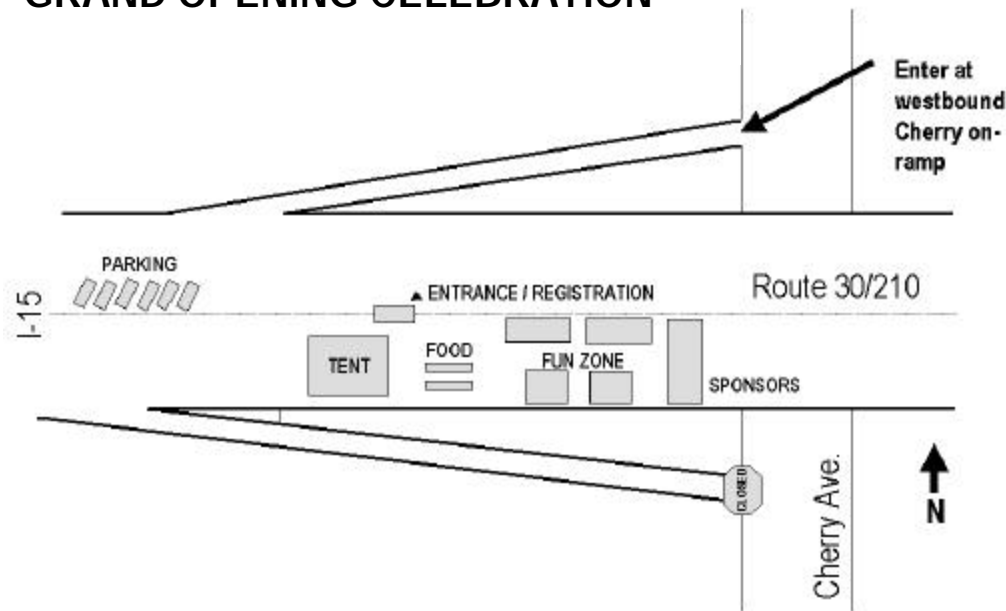 GRAND OPENING CELEBRATION
Enter at
westbound
Cherry on-
ramp
PARKING
I-15
ENTRANCE / REGISTRATION
Route 30/210
TENT
FOOD
FUN ZONE
SPONSORS
CLOSED
Cherry Ave.
N